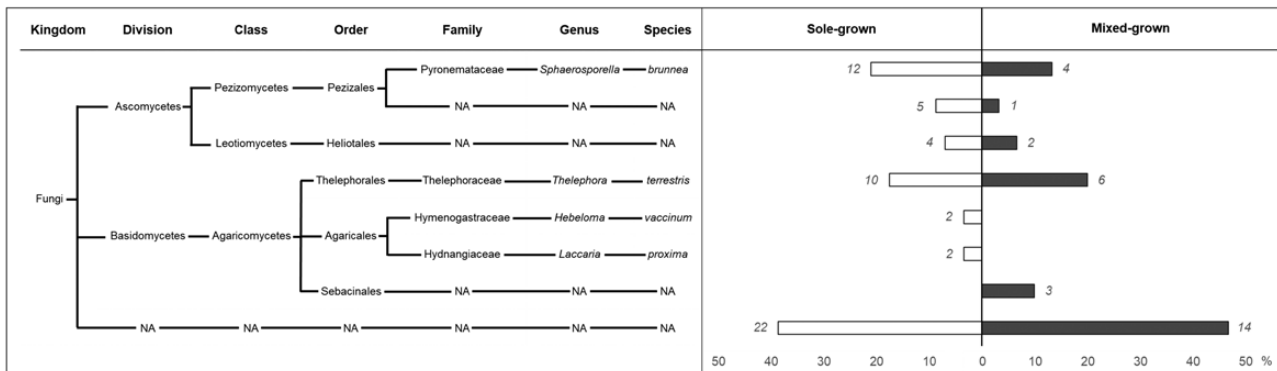 Kingdom Division Class Order Family Genus Species Sole-grown Mixed-grown
Pyronemataceae Sphaerosporella brunnea 12 4
Pezizomycetes Pezizales
Ascomycetes NA NA NA 5 1
Leotiomycetes Heliotales NA NA NA 4 2
Thelephorales Thelephoraceae Thelephora terrestris 10 6
Fungi
Hymenogastraceae Hebeloma vaccinum 2
Basidomycetes Agaricomycetes Agaricales
Hydnangiaceae Laccaria proxima 2
Sebacinales NA NA NA 3
NA NA NA NA NA NA 22 14
50 40 30 20 10 0 10 20 30 40 50 %